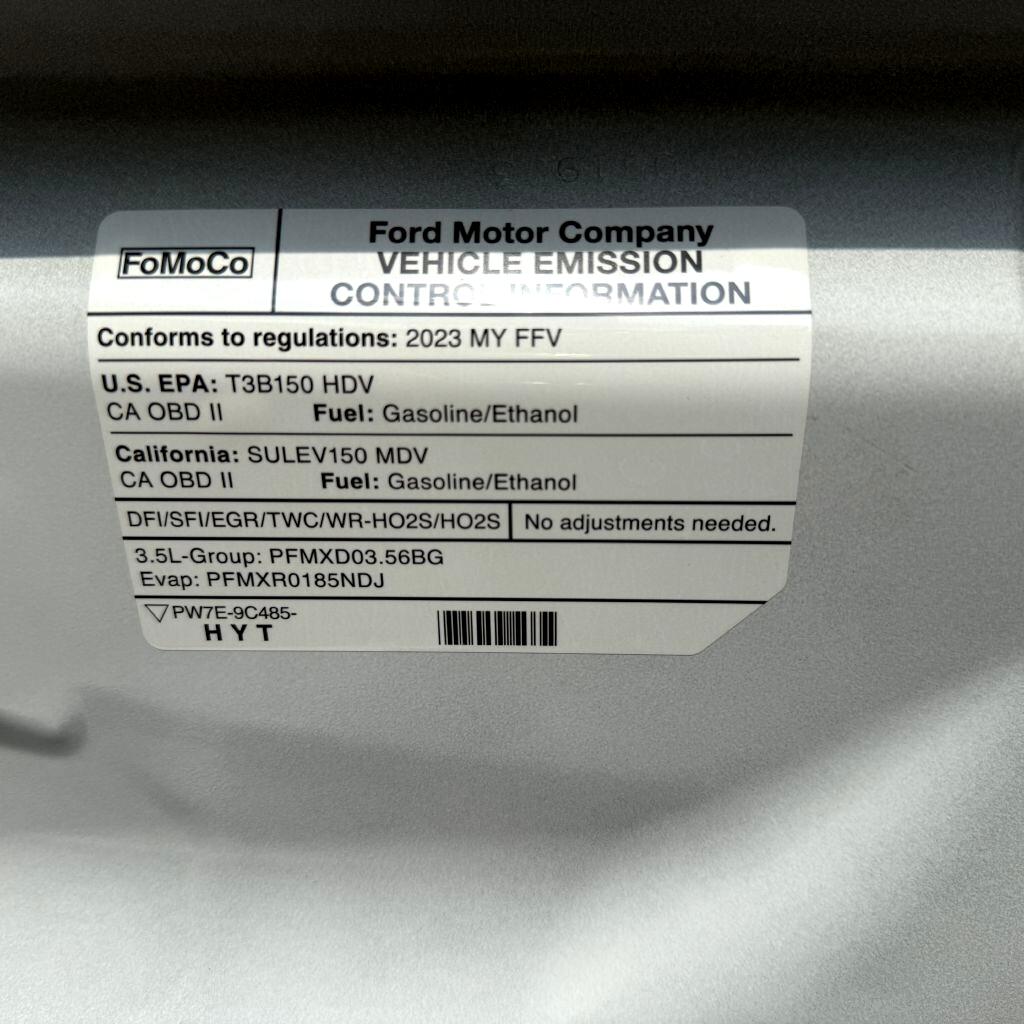 FoMoCo
Ford Motor Company
VEHICLE EMISSION
CONTROL INFORMATION
Conforms to regulations: 2023 MY FFV
U.S. EPA: T3B150 HDV
CA OBD II Fuel: Gasoline/Ethanol
California: SULEV150 MDV
CA OBD II Fuel: Gasoline/Ethanol
DFI/SFI/EGR/TWC/WR-HO2S/HO2S No adjustments needed.
3.5L-Group: PFMXD03.56BG
Evap: PFMXR0185NDJ
PW7E-9C485-
HYT